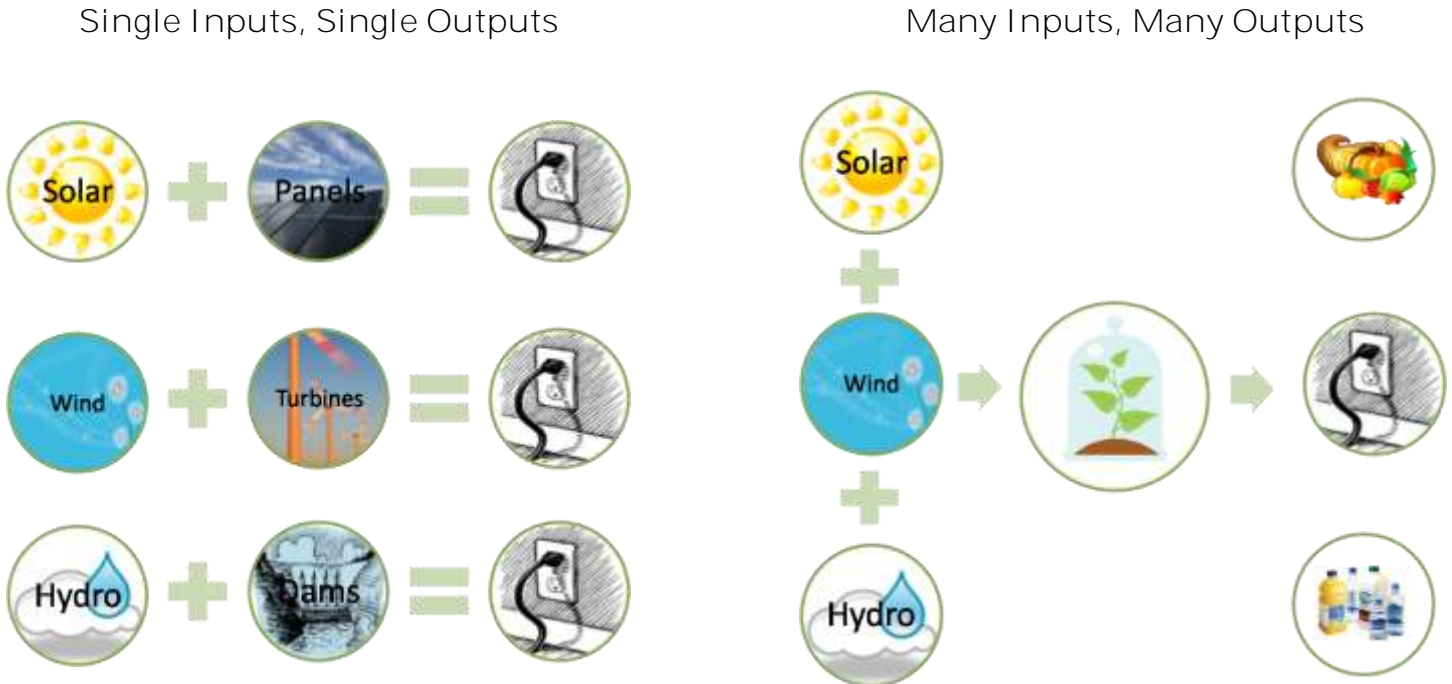 Single Inputs, Single Outputs
Many Inputs, Many Outputs
Solar
Panels
Wind
Turbines
Hydro
Dams
Solar
Wind
Hydro